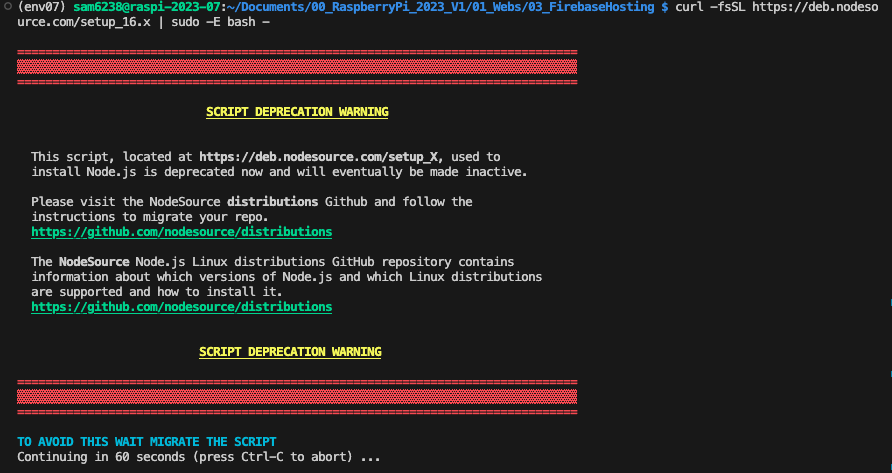 (env07) sam6238@raspi-2023-07:~/Documents/00_RaspberryPi_2023_V1/01_Webs/03_FirebaseHosting $ curl -fsSL https://deb.nodeso
urce.com/setup_16.x | sudo -E bash -
================================================================================
▓▓▓▓▓▓▓▓▓▓▓▓▓▓▓▓▓▓▓▓▓▓▓▓▓▓▓▓▓▓▓▓▓▓▓▓▓▓▓▓▓▓▓▓▓▓▓▓▓▓▓▓▓▓▓▓▓▓▓▓▓▓▓▓▓▓▓▓▓▓▓▓▓▓▓▓▓▓▓▓
================================================================================
SCRIPT DEPRECATION WARNING
This script, located at https://deb.nodesource.com/setup_X, used to
install Node.js is deprecated now and will eventually be made inactive.
Please visit the NodeSource distributions Github and follow the
instructions to migrate your repo.
https://github.com/nodesource/distributions
The NodeSource Node.js Linux distributions GitHub repository contains
information about which versions of Node.js and which Linux distributions
are supported and how to install it.
https://github.com/nodesource/distributions
SCRIPT DEPRECATION WARNING
================================================================================
▓▓▓▓▓▓▓▓▓▓▓▓▓▓▓▓▓▓▓▓▓▓▓▓▓▓▓▓▓▓▓▓▓▓▓▓▓▓▓▓▓▓▓▓▓▓▓▓▓▓▓▓▓▓▓▓▓▓▓▓▓▓▓▓▓▓▓▓▓▓▓▓▓▓▓▓▓▓▓▓
================================================================================
TO AVOID THIS WAIT MIGRATE THE SCRIPT
Continuing in 60 seconds (press Ctrl-C to abort) ...